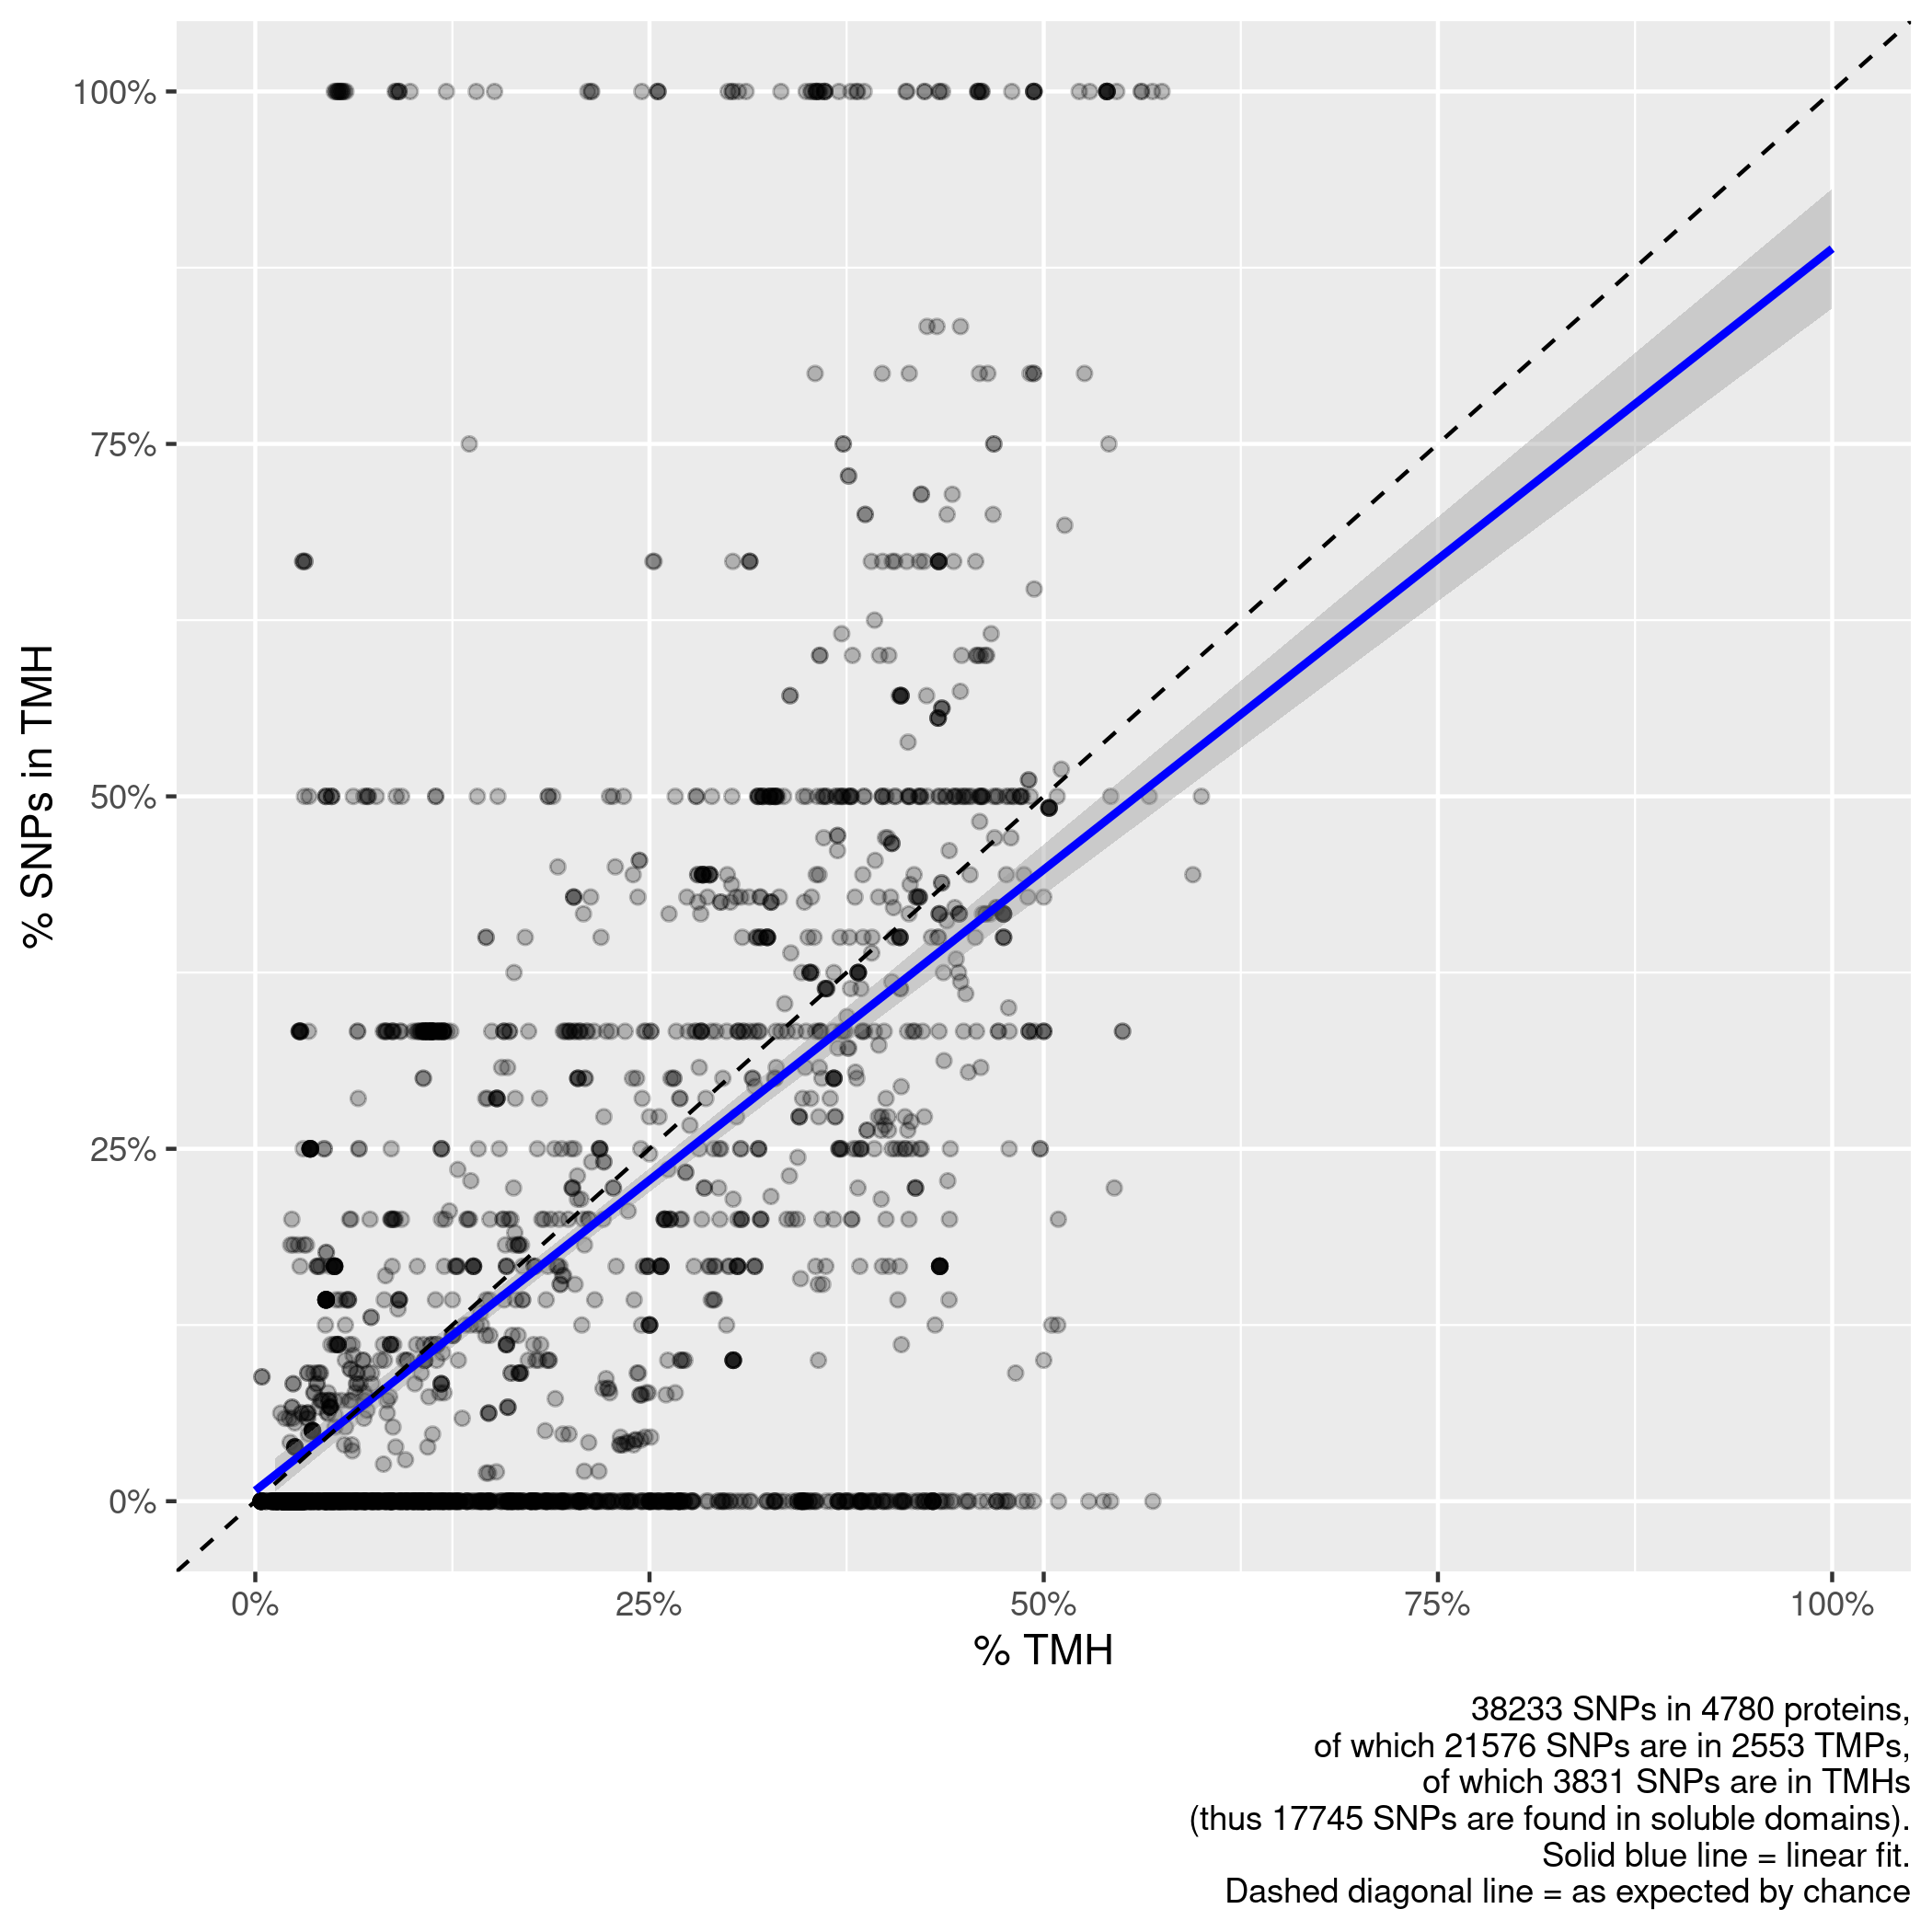 100%
75%
50%
25%
0%
% SNPs in TMH
0%
25%
50%
75%
100%
% TMH
38233 SNPs in 4780 proteins,
of which 21576 SNPs are in 2553 TMPs,
of which 3831 SNPs are in TMHs
(thus 17745 SNPs are found in soluble domains).
Solid blue line = linear fit.
Dashed diagonal line = as expected by chance